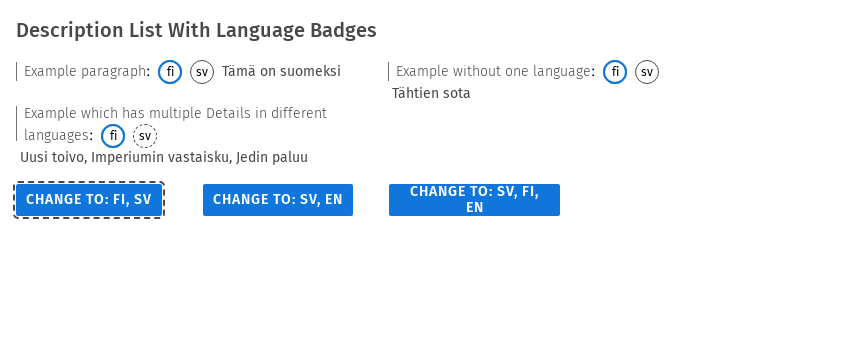 Description List With Language Badges
Example paragraph: fi sv Tämä on suomeksi
Example without one language: fi sv
Tähtien sota
Example which has multiple Details in different
languages: fi sv
Uusi toivo, Imperiumin vastaisku, Jedin paluu
CHANGE TO: FI, SV
CHANGE TO: SV, EN
CHANGE TO: SV, FI,
EN